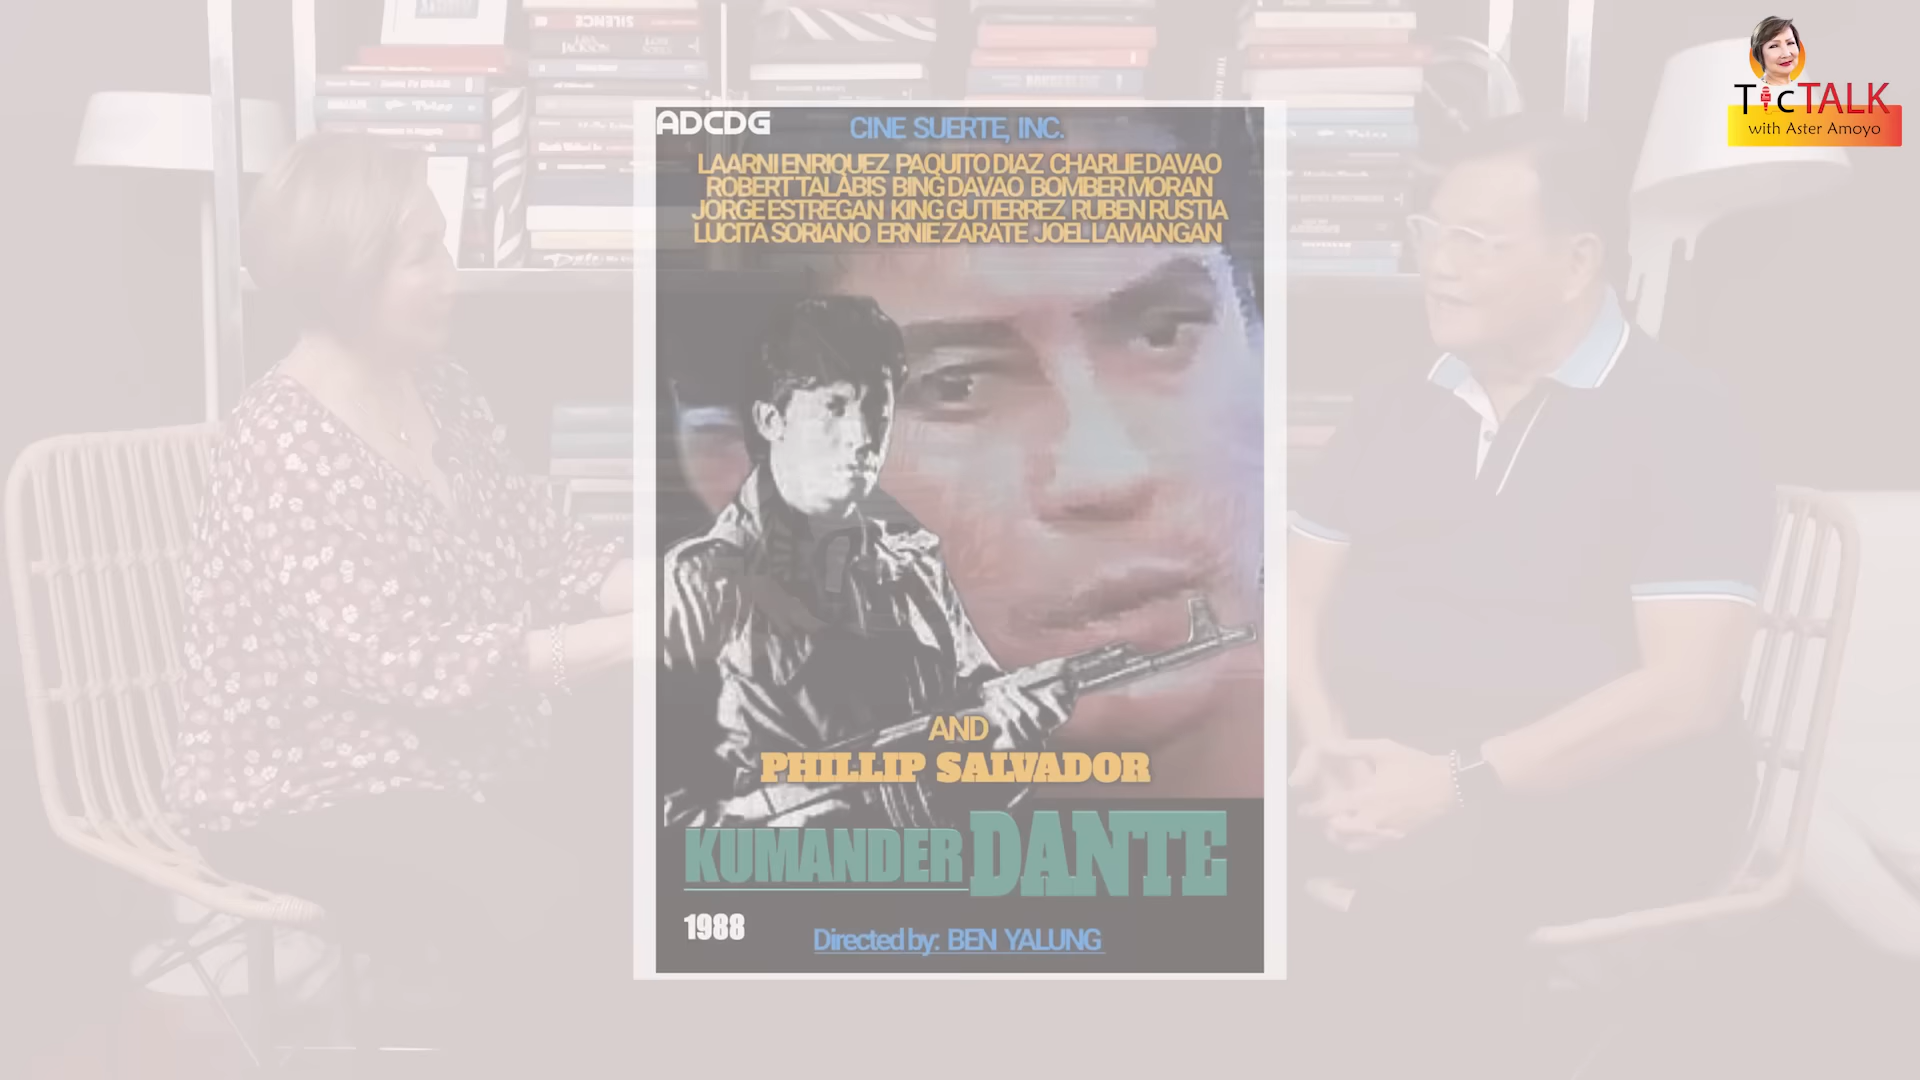 SILENCE
JACKSON
TicTALK
with Aster Amoyo
ADCDG
CINE SUERTE, INC.
LAARNI ENRIQUEZ PAQUITO DIAZ CHARLIE DAVAO
ROBERT TALABIS BING DAVAO BOMBER MORAN
JORGE ESTREGAN KING GUTIERREZ RUBEN RUSTIA
LUCITA SORIANO ERNIE ZARATE JOEL LAMANGAN
AND
PHILLIP SALVADOR
KUMANDER DANTE
1988
Directed by: BEN YALUNG